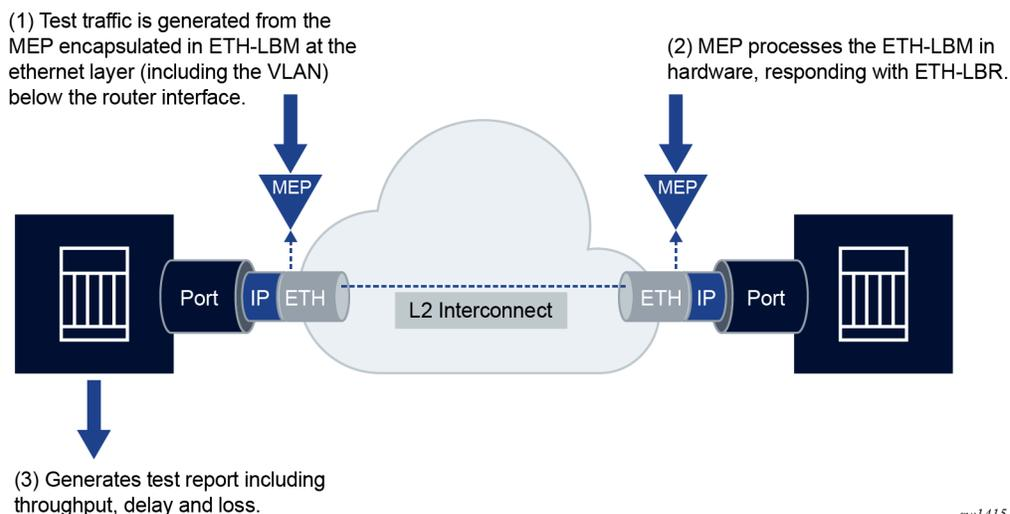 (1) Test traffic is generated from the
MEP encapsulated in ETH-LBM at the
ethernet layer (including the VLAN)
below the router interface.
(2) MEP processes the ETH-LBM in
hardware, responding with ETH-LBR.
MEP
MEP
Port
IP
ETH
L2 Interconnect
ETH
IP
Port
(3) Generates test report including
throughput, delay and loss.